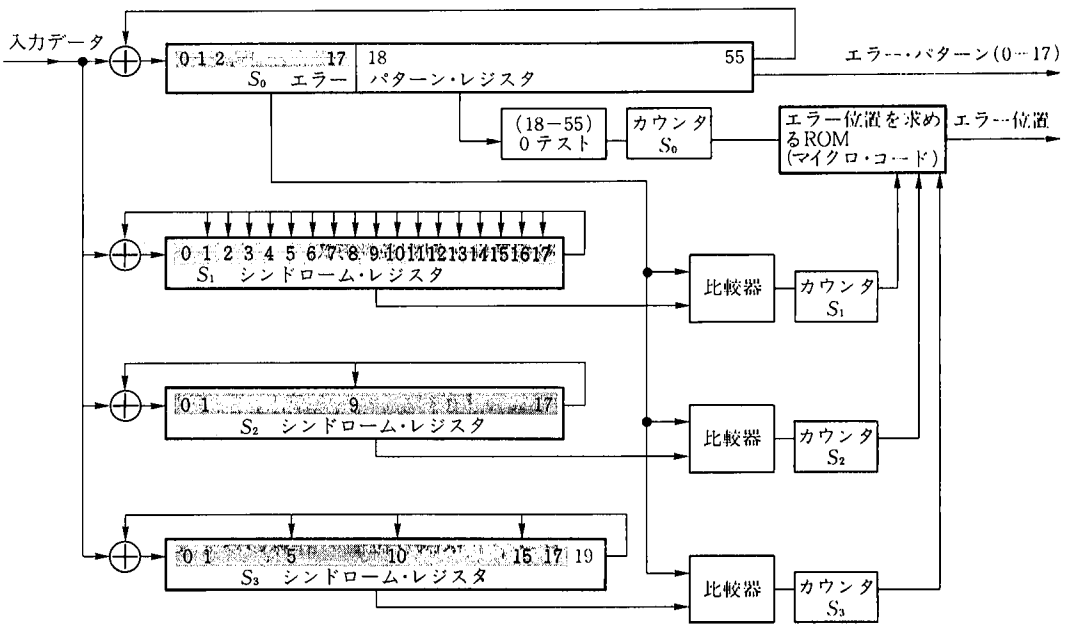 入力データ
0 1 2 17 18 55
S₀ エラー パターン・レジスタ
エラー・パターン(0-17)
(18-55)
0 テスト
カウンタ
S₀
エラー位置を求め
るROM
(マイクロ・コード)
エラー位置
0 1 2 3 4 5 6 7 8 9 10 11 12 13 14 15 16 17
S₁ シンドローム・レジスタ
比較器
カウンタ
S₁
0 1 9 17
S₂ シンドローム・レジスタ
比較器
カウンタ
S₂
0 1 5 10 15 17 19
S₃ シンドローム・レジスタ
比較器
カウンタ
S₃